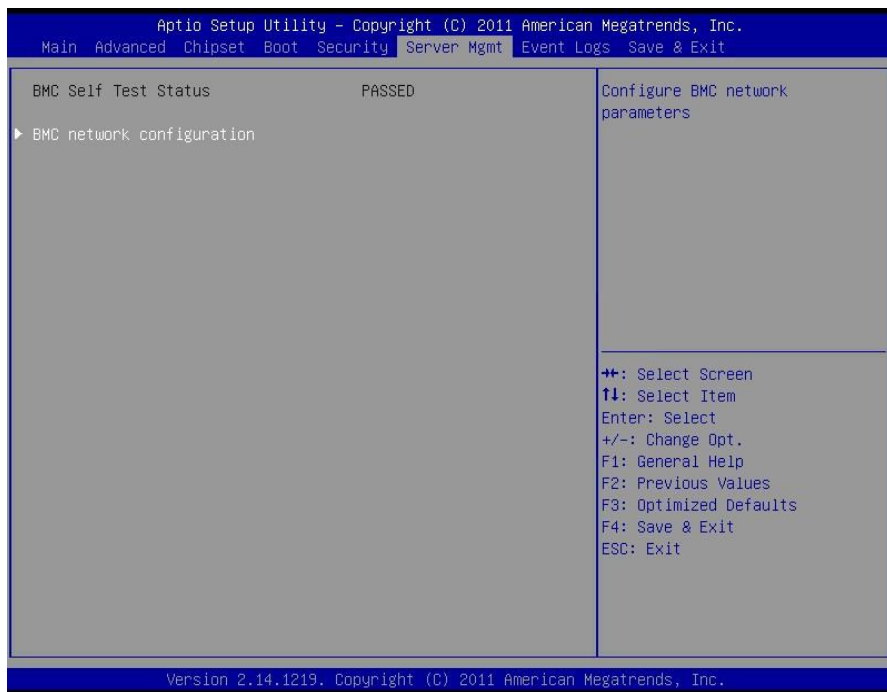 Aptio Setup Utility – Copyright (C) 2011 American Megatrends, Inc.
Main Advanced Chipset Boot Security Server Mgmt Event Logs Save & Exit
BMC Self Test Status PASSED
BMC network configuration
Configure BMC network
parameters
→←: Select Screen
↑↓: Select Item
Enter: Select
+/-: Change Opt.
F1: General Help
F2: Previous Values
F3: Optimized Defaults
F4: Save & Exit
ESC: Exit
Version 2.14.1219. Copyright (C) 2011 American Megatrends, Inc.